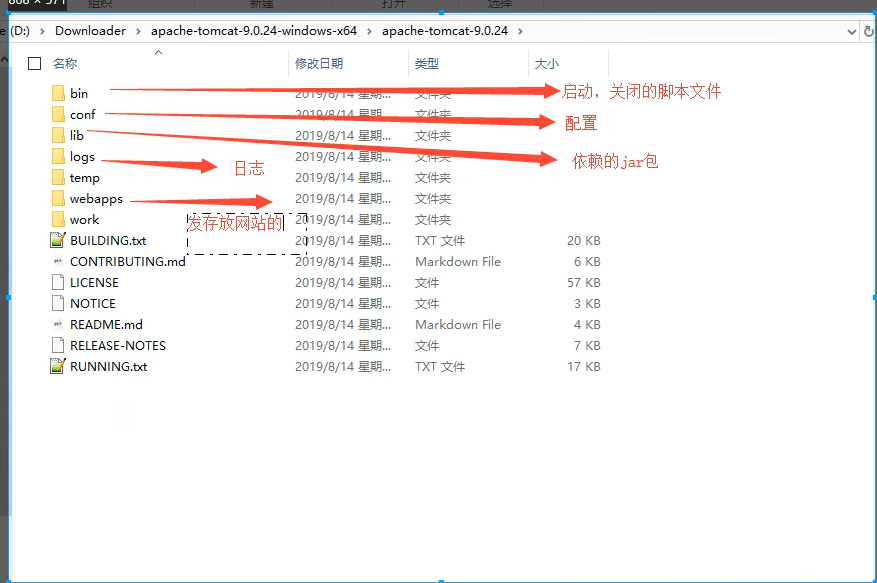 组织 新建 打开 选择
e (D:) › Downloader › apache-tomcat-9.0.24-windows-x64 › apache-tomcat-9.0.24 ›
名称 修改日期 类型 大小
bin 2019/8/14 星期... 文件夹 启动，关闭的脚本文件
conf 2019/8/14 星期... 文件夹 配置
lib 2019/8/14 星期... 文件夹 依赖的jar包
logs 2019/8/14 星期... 文件夹 日志
temp 2019/8/14 星期... 文件夹
webapps 2019/8/14 星期... 文件夹
work 2019/8/14 星期... 文件夹
发存放网站的
BUILDING.txt 2019/8/14 星期... TXT 文件 20 KB
CONTRIBUTING.md 2019/8/14 星期... Markdown File 6 KB
LICENSE 2019/8/14 星期... 文件 57 KB
NOTICE 2019/8/14 星期... 文件 3 KB
README.md 2019/8/14 星期... Markdown File 4 KB
RELEASE-NOTES 2019/8/14 星期... 文件 7 KB
RUNNING.txt 2019/8/14 星期... TXT 文件 17 KB